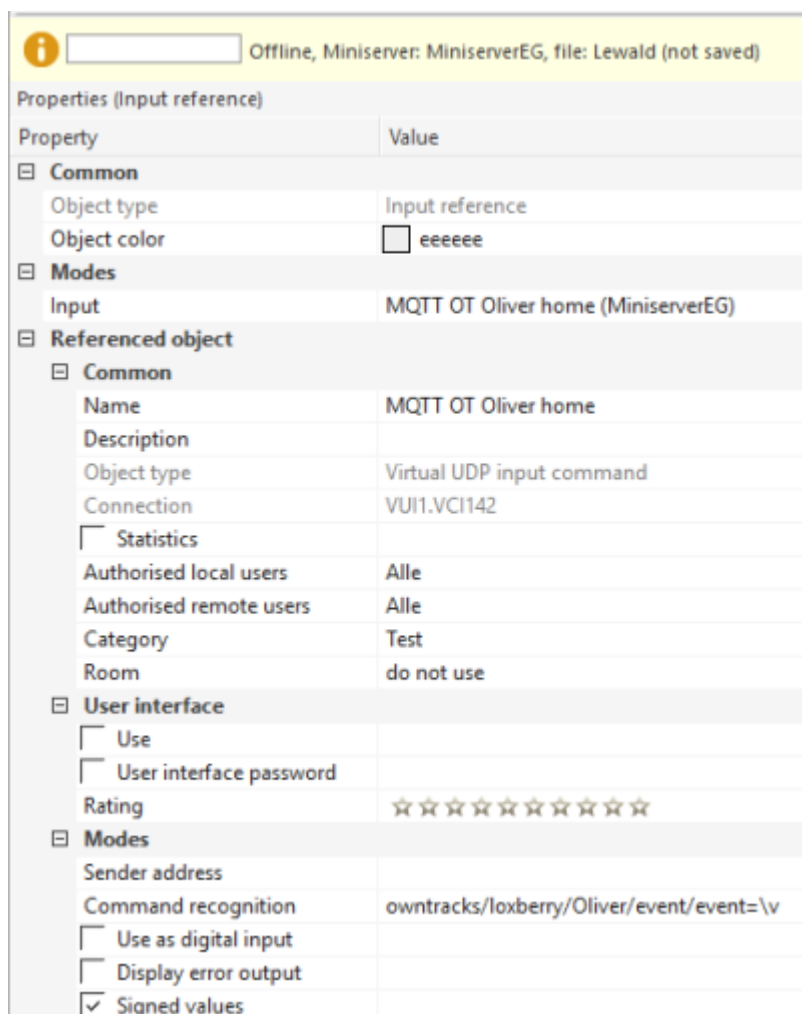 Offline, Miniserver: MiniserverEG, file: Lewald (not saved)
Properties (Input reference)
Property Value
Common
Object type Input reference
Object color eeeeee
Modes
Input MQTT OT Oliver home (MiniserverEG)
Referenced object
Common
Name MQTT OT Oliver home
Description
Object type Virtual UDP input command
Connection VUI1.VCI142
Statistics
Authorised local users Alle
Authorised remote users Alle
Category Test
Room do not use
User interface
Use
User interface password
Rating
Modes
Sender address
Command recognition owntracks/loxberry/Oliver/event/event=\v
Use as digital input
Display error output
Signed values